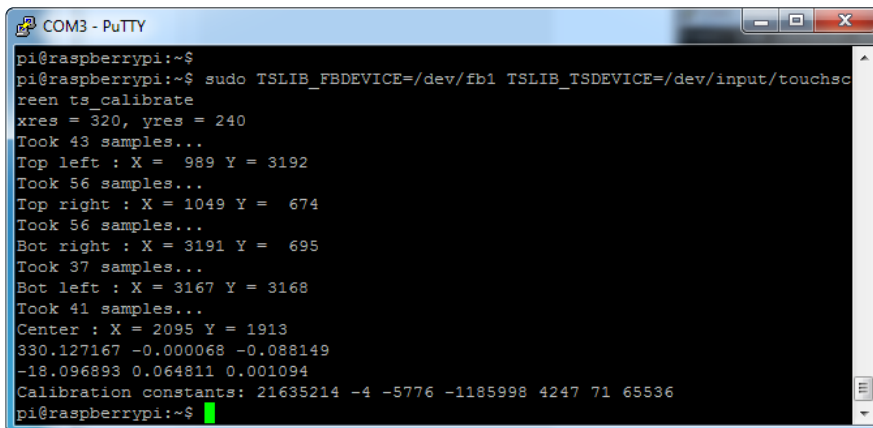 COM3 - PuTTY
pi@raspberrypi:~$
pi@raspberrypi:~$ sudo TSLIB_FBDEVICE=/dev/fb1 TSLIB_TSDEVICE=/dev/input/touchsc
reen ts_calibrate
xres = 320, yres = 240
Took 43 samples...
Top left : X =  989 Y = 3192
Took 56 samples...
Top right : X = 1049 Y =  674
Took 56 samples...
Bot right : X = 3191 Y =  695
Took 37 samples...
Bot left : X = 3167 Y = 3168
Took 41 samples...
Center : X = 2095 Y = 1913
330.127167 -0.000068 -0.088149
-18.096893 0.064811 0.001094
Calibration constants: 21635214 -4 -5776 -1185998 4247 71 65536
pi@raspberrypi:~$